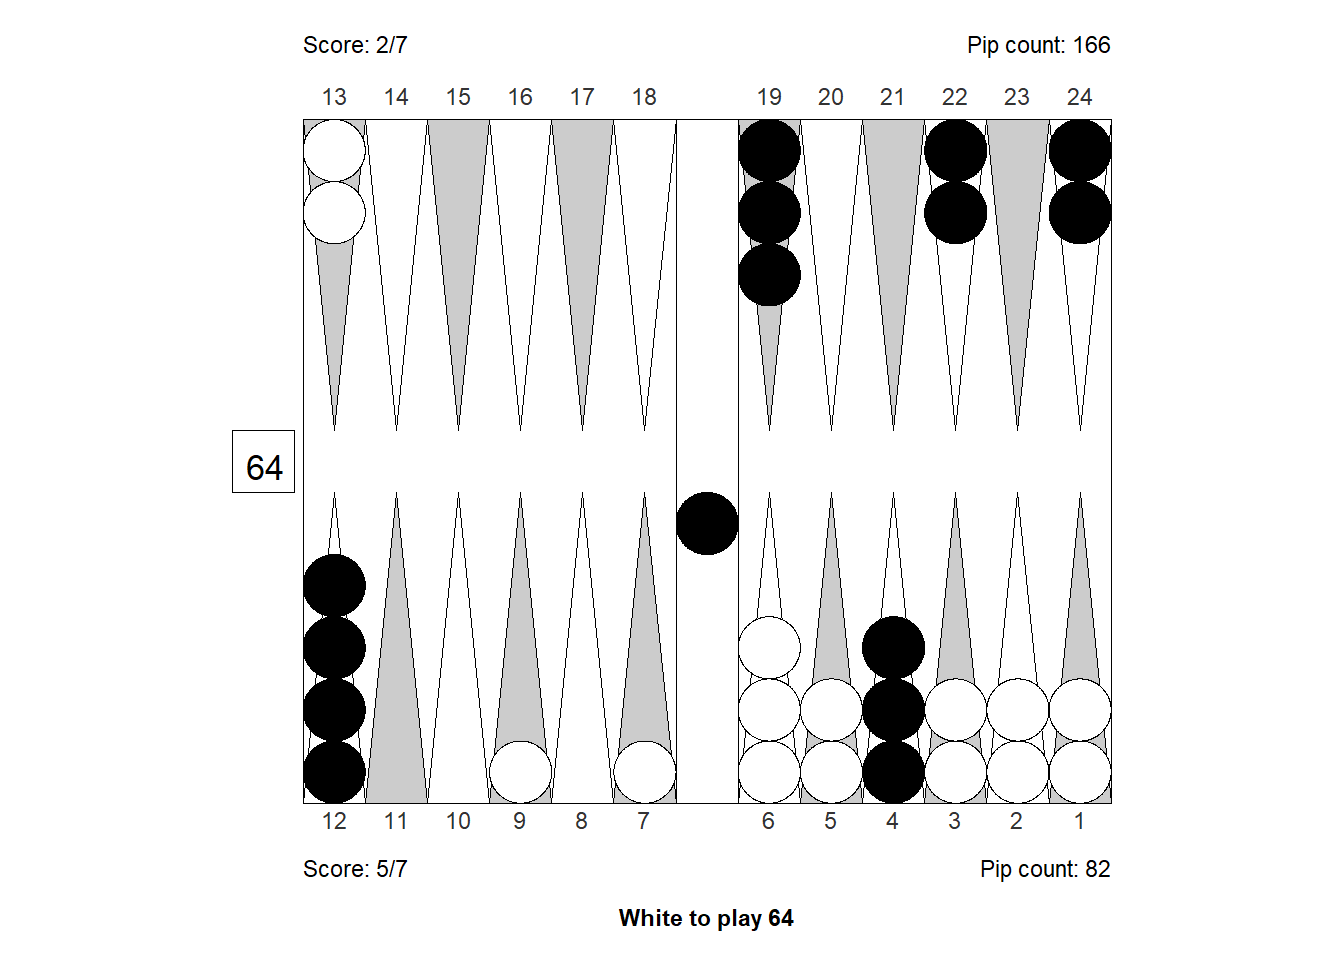 Score: 2/7 Pip count: 166
13 14 15 16 17 18 19 20 21 22 23 24
64
12 11 10 9 8 7 6 5 4 3 2 1
Score: 5/7 Pip count: 82
White to play 64